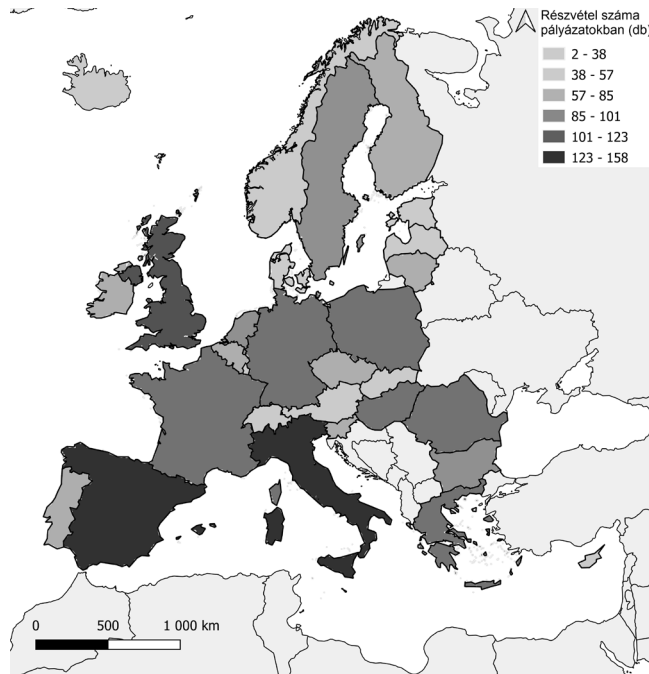 Részvétel száma
pályázatokban (db)
2 - 38
38 - 57
57 - 85
85 - 101
101 - 123
123 - 158
0 500 1 000 km